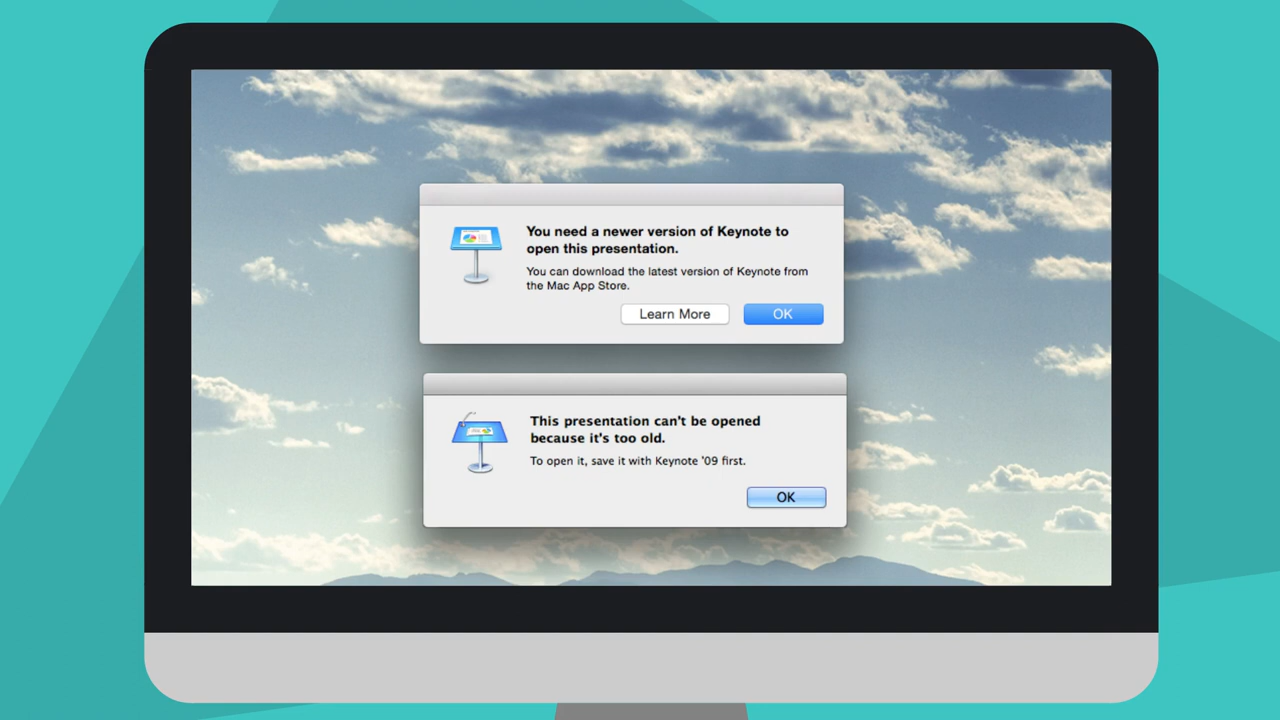 You need a newer version of Keynote to
open this presentation.
You can download the latest version of Keynote from
the Mac App Store.
Learn More
OK
This presentation can't be opened
because it's too old.
To open it, save it with Keynote '09 first.
OK